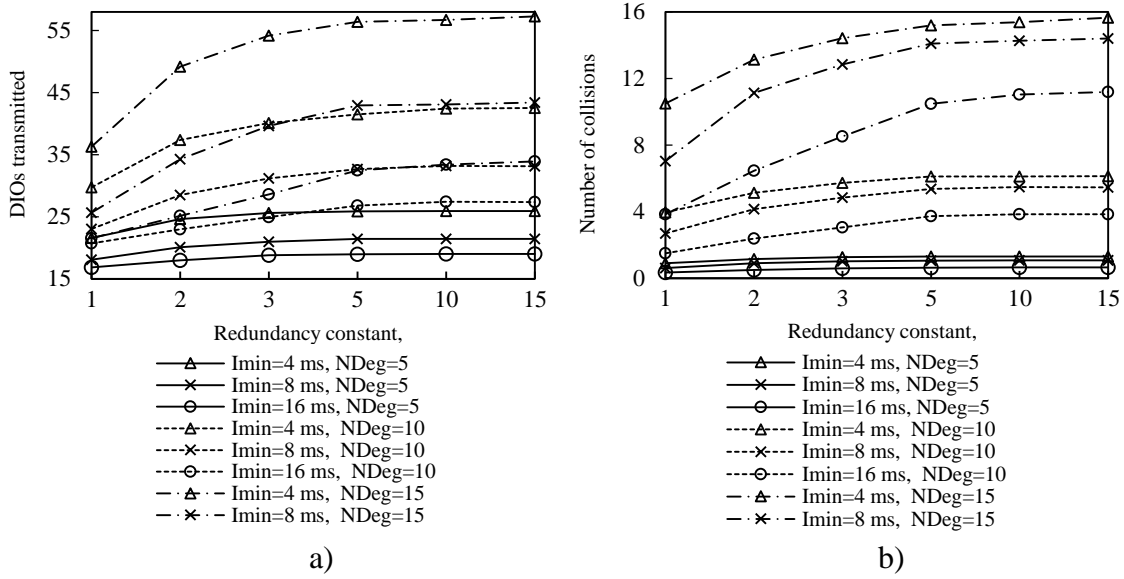 DIOs transmitted
55
45
35
25
15
1 2 3 5 10 15
Redundancy constant,
Imin=4 ms, NDeg=5
Imin=8 ms, NDeg=5
Imin=16 ms, NDeg=5
Imin=4 ms, NDeg=10
Imin=8 ms, NDeg=10
Imin=16 ms, NDeg=10
Imin=4 ms, NDeg=15
Imin=8 ms, NDeg=15
a)
Number of collisions
16
12
8
4
0
1 2 3 5 10 15
Redundancy constant,
Imin=4 ms, NDeg=5
Imin=8 ms, NDeg=5
Imin=16 ms, NDeg=5
Imin=4 ms, NDeg=10
Imin=8 ms, NDeg=10
Imin=16 ms, NDeg=10
Imin=4 ms, NDeg=15
Imin=8 ms, NDeg=15
b)